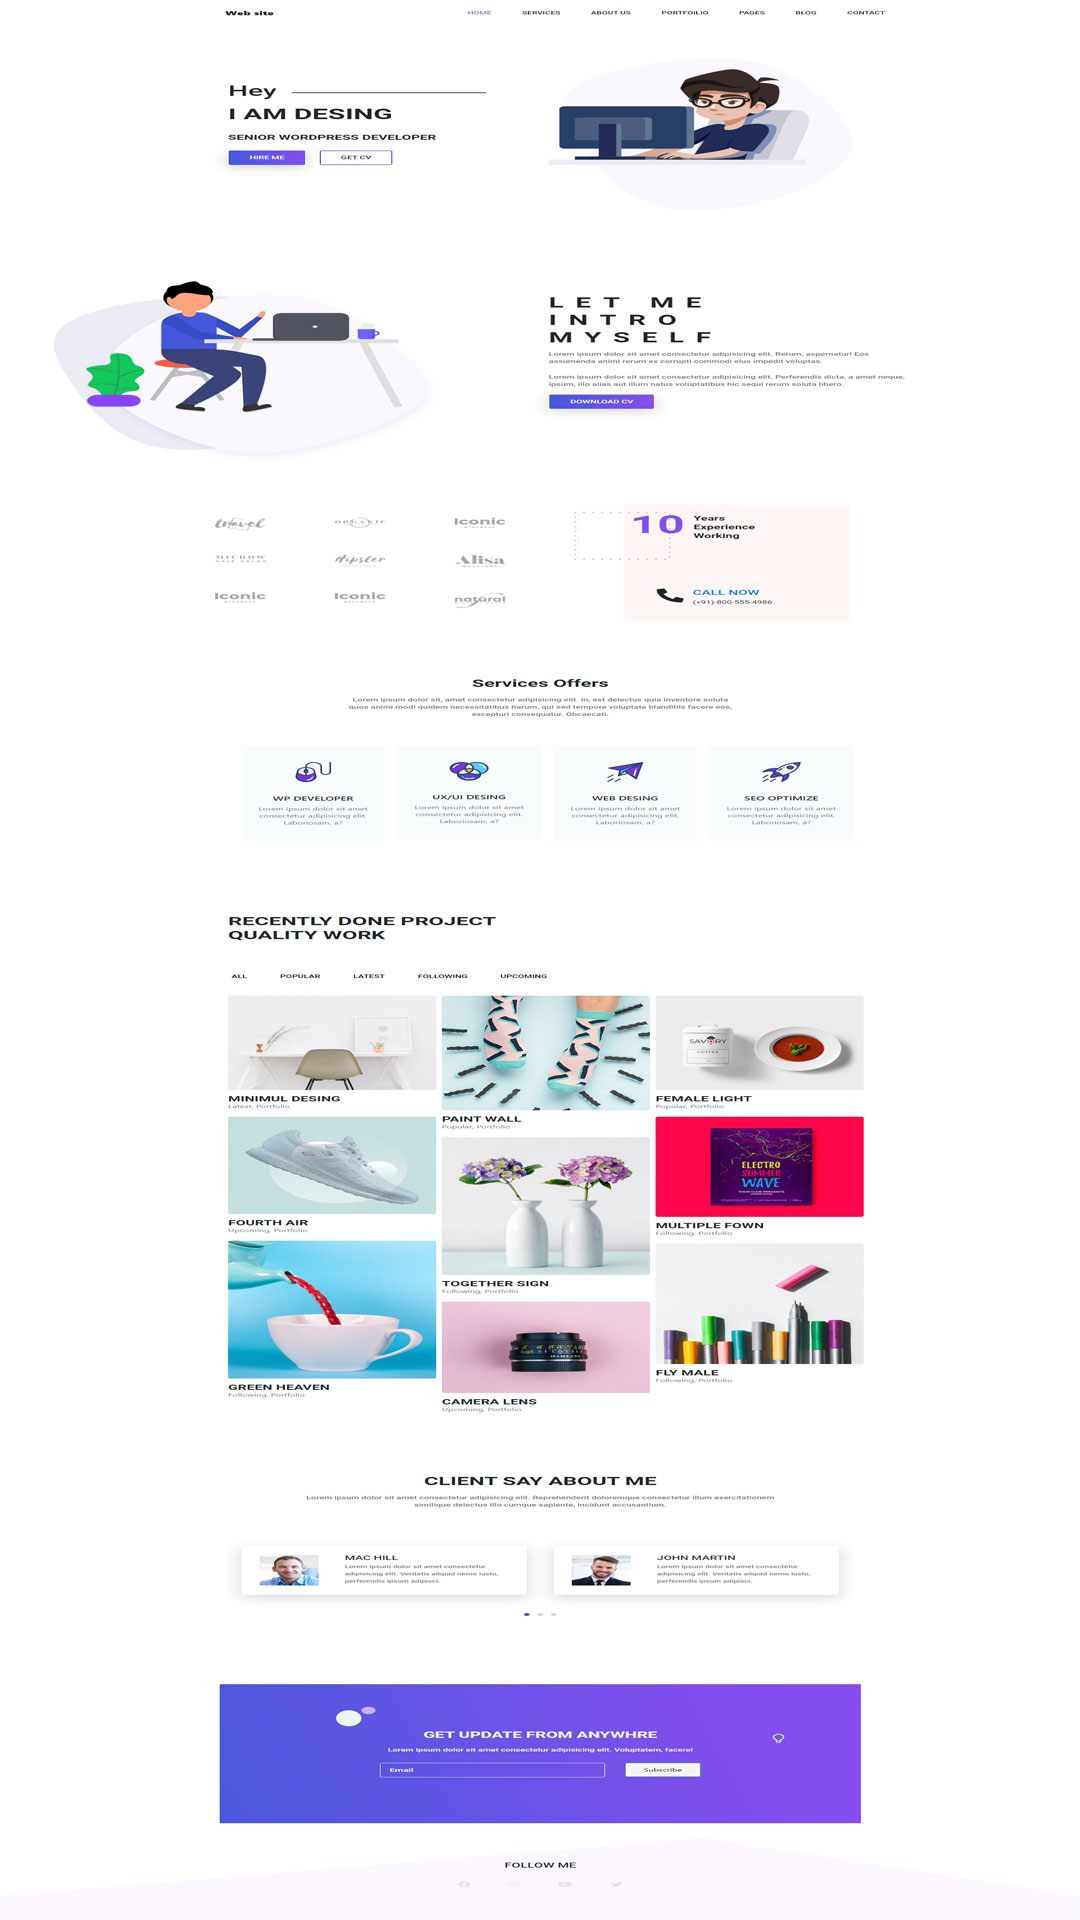 Web site
HOME SERVICES ABOUT US PORTFOILIO PAGES BLOG CONTACT
Hey
I AM DESING
SENIOR WORDPRESS DEVELOPER
HIRE ME GET CV
LET ME
INTRO
MYSELF
Lorem ipsum dolor sit amet consectetur adipisicing elit. Rerum, aspernatur! Eos
assumenda animi rerum ex corrupti commodi eius impedit voluptas.
Lorem ipsum dolor sit amet consectetur adipisicing elit. Perferendis dicta, a amet neque,
ipsum, illo alias aut illum natus voluptatibus hic sequi rerum soluta libero.
DOWNLOAD CV
travel ORGANIC Iconic
Hipster Alisa
Iconic Iconic natural
10 Years
Experience
Working
CALL NOW
(+91)-800-555-4986
Services Offers
Lorem ipsum dolor sit, amet consectetur adipisicing elit. In, est delectus quia inventore soluta
quos animi modi quidem necessitatibus harum, qui sed tempore voluptate blanditiis facere eos,
excepturi consequatur. Obcaecati.
WP DEVELOPER
Lorem ipsum dolor sit amet
consectetur adipisicing elit.
Laboriosam, a?
UX/UI DESING
Lorem ipsum dolor sit amet
consectetur adipisicing elit.
Laboriosam, a?
WEB DESING
Lorem ipsum dolor sit amet
consectetur adipisicing elit.
Laboriosam, a?
SEO OPTIMIZE
Lorem ipsum dolor sit amet
consectetur adipisicing elit.
Laboriosam, a?
RECENTLY DONE PROJECT
QUALITY WORK
ALL POPULAR LATEST FOLLOWING UPCOMING
MINIMUL DESING
Latest, Portfolio
FOURTH AIR
Upcoming, Portfolio
GREEN HEAVEN
Following, Portfolio
PAINT WALL
Popular, Portfolio
TOGETHER SIGN
Following, Portfolio
CAMERA LENS
Upcoming, Portfolio
SAVORY
COFFEE
FEMALE LIGHT
Popular, Portfolio
ELECTRO
SUMMER
WAVE
YOUR CLUB PRESENTS
MULTIPLE FOWN
Following, Portfolio
FLY MALE
Following, Portfolio
CLIENT SAY ABOUT ME
Lorem ipsum dolor sit amet consectetur adipisicing elit. Reprehenderit doloremque consectetur illum exercitationem
similique delectus illo cumque sapiente, incidunt accusantium.
MAC HILL
Lorem ipsum dolor sit amet consectetur
adipisicing elit. Veritatis aliquid nemo iusto,
perferendis ipsum adipisci.
JOHN MARTIN
Lorem ipsum dolor sit amet consectetur
adipisicing elit. Veritatis aliquid nemo iusto,
perferendis ipsum adipisci.
GET UPDATE FROM ANYWHRE
Lorem ipsum dolor sit amet consectetur adipisicing elit. Voluptatem, facere!
Email Subscribe
FOLLOW ME